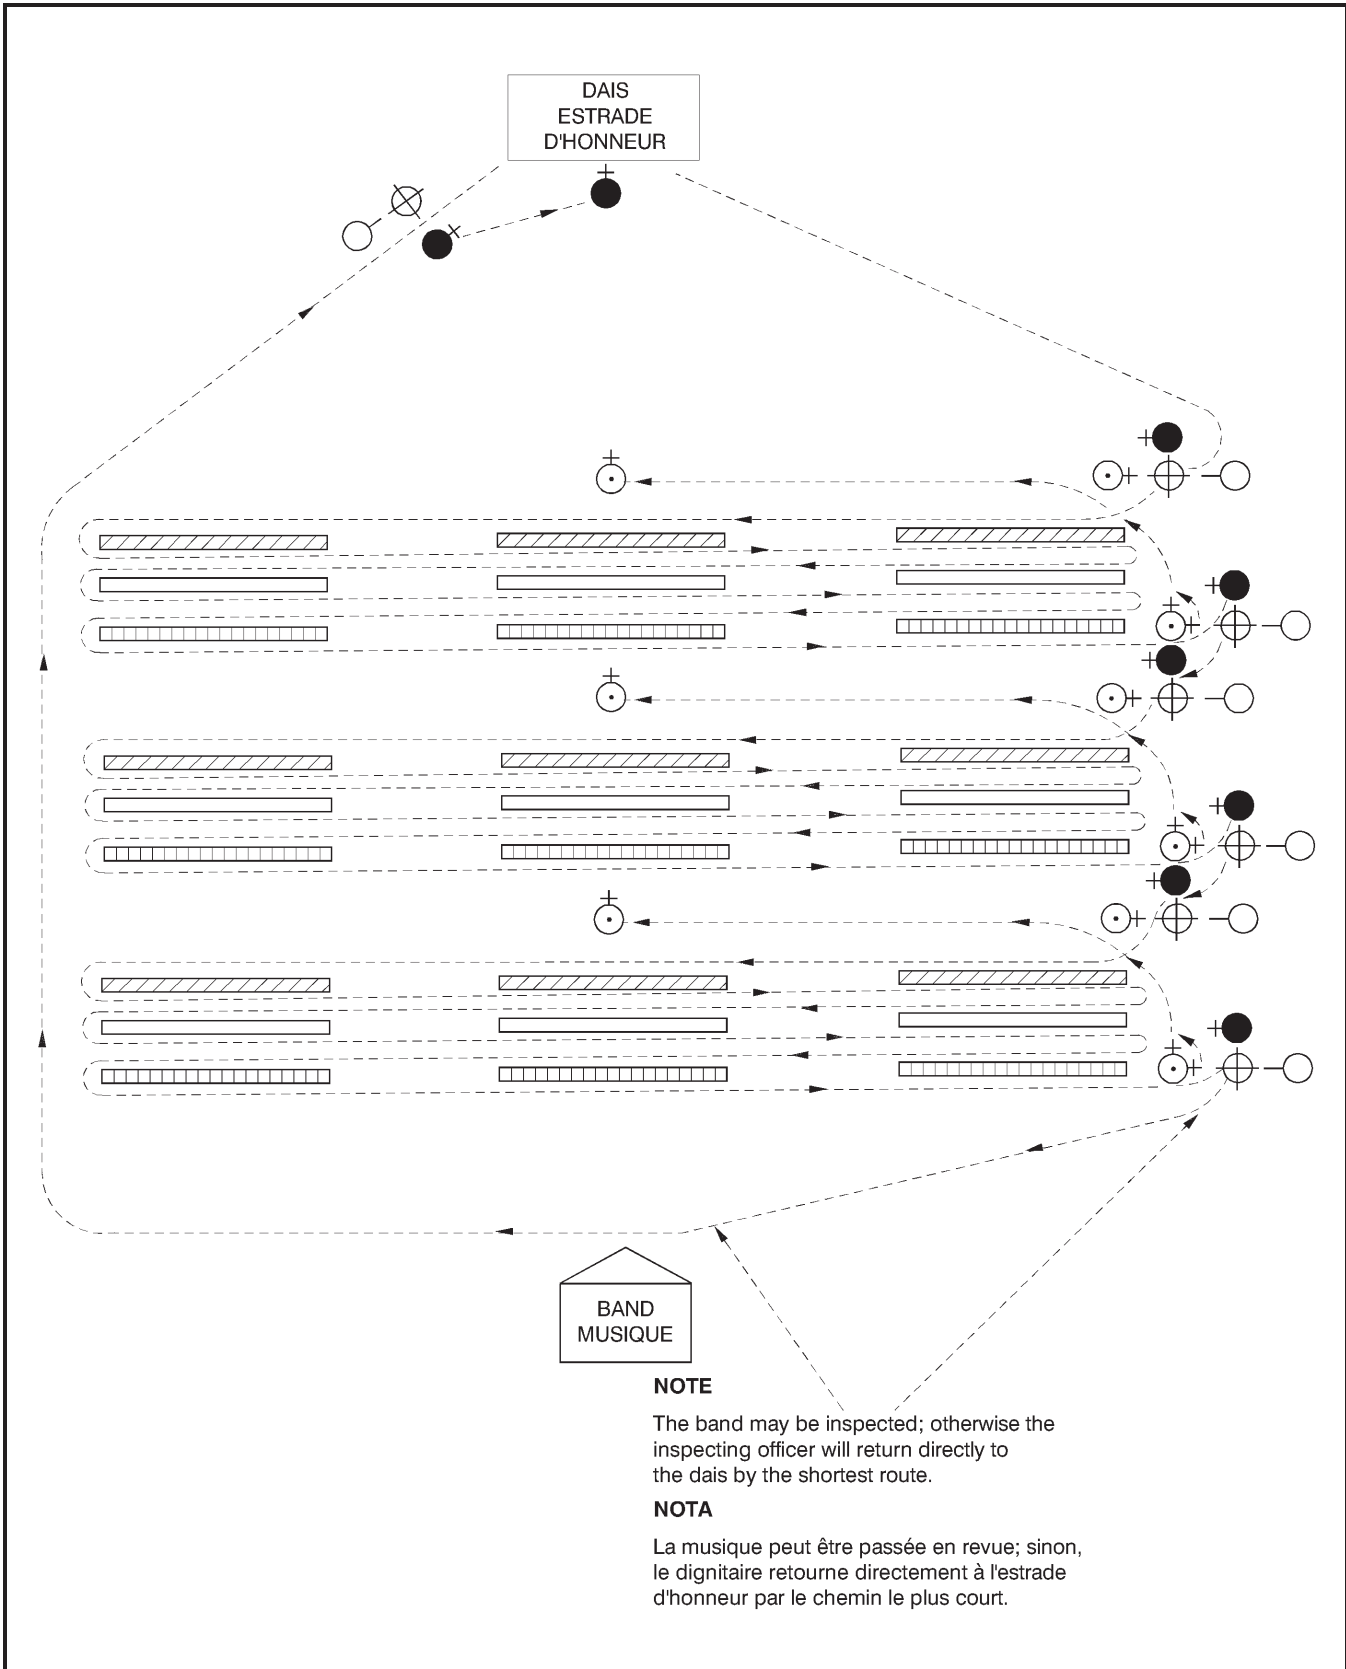 DAIS
ESTRADE
D'HONNEUR
BAND
MUSIQUE
NOTE
The band may be inspected; otherwise the
inspecting officer will return directly to
the dais by the shortest route.
NOTA
La musique peut être passée en revue; sinon,
le dignitaire retourne directement à l'estrade
d'honneur par le chemin le plus court.